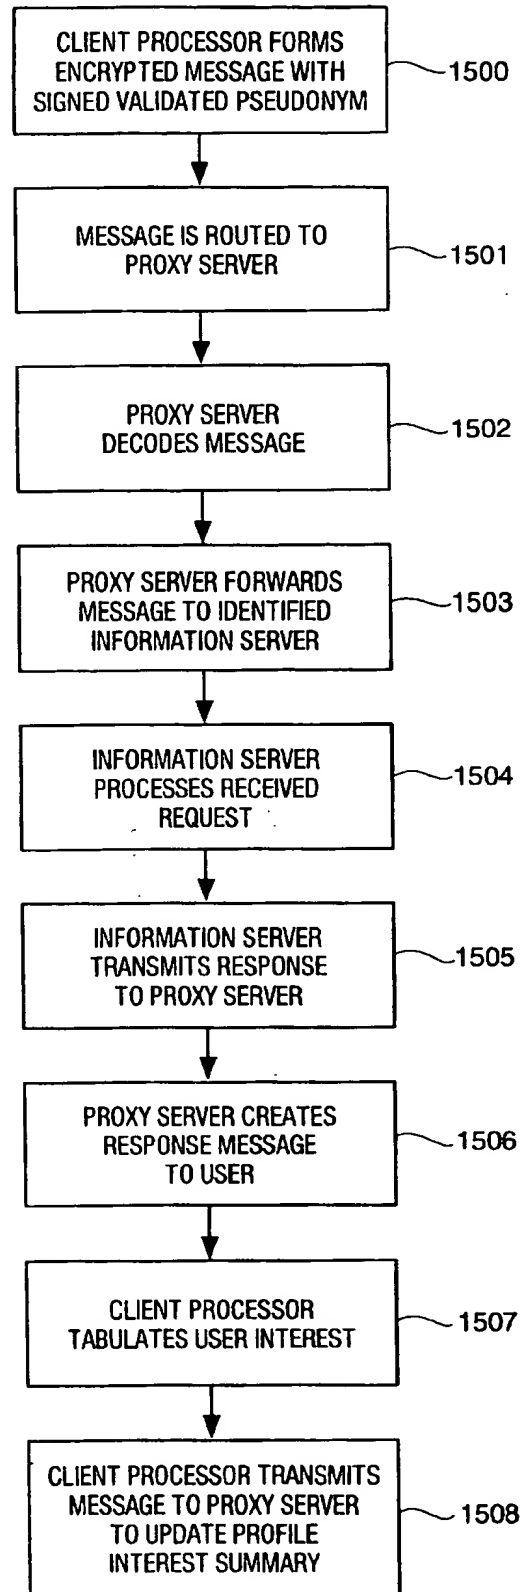 CLIENT PROCESSOR FORMS
ENCRYPTED MESSAGE WITH
SIGNED VALIDATED PSEUDONYM
1500
MESSAGE IS ROUTED TO
PROXY SERVER
1501
PROXY SERVER
DECODES MESSAGE
1502
PROXY SERVER FORWARDS
MESSAGE TO IDENTIFIED
INFORMATION SERVER
1503
INFORMATION SERVER
PROCESSES RECEIVED
REQUEST
1504
INFORMATION SERVER
TRANSMITS RESPONSE
TO PROXY SERVER
1505
PROXY SERVER CREATES
RESPONSE MESSAGE
TO USER
1506
CLIENT PROCESSOR
TABULATES USER INTEREST
1507
CLIENT PROCESSOR TRANSMITS
MESSAGE TO PROXY SERVER
TO UPDATE PROFILE
INTEREST SUMMARY
1508